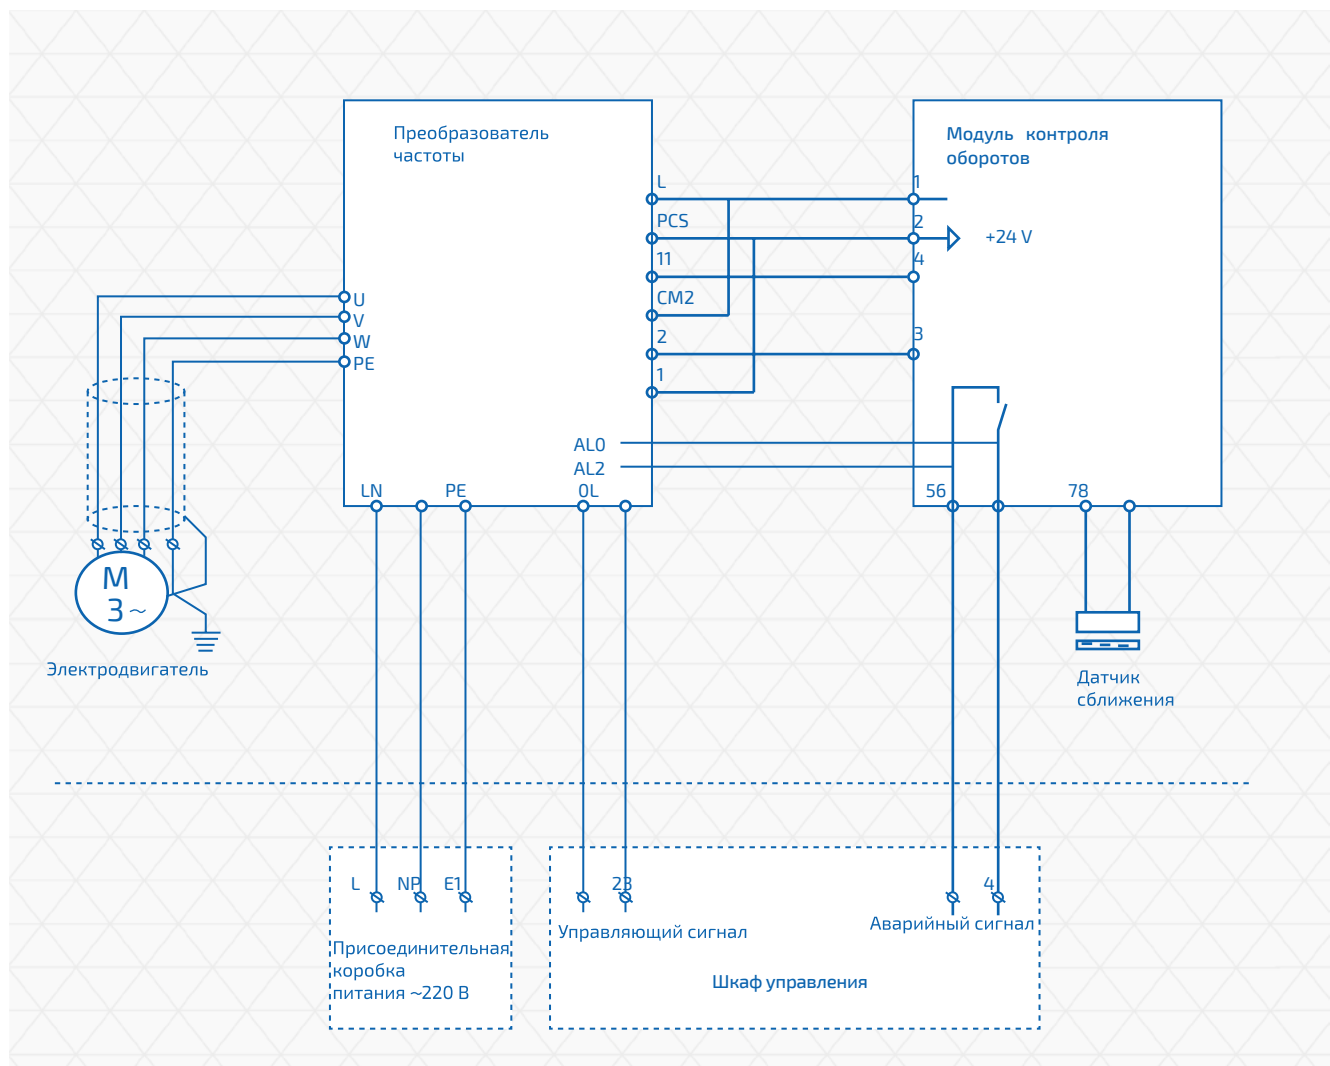 Преобразователь
частоты
Модуль контроля
оборотов
L
1
PCS
2
+24 V
11
4
CM2
U
V
2
3
W
PE
1
AL0
AL2
LN
PE
0L
56
78
M
3 ~
Электродвигатель
Датчик
сближения
L
NP
E1
23
4
Управляющий сигнал
Аварийный сигнал
Присоединительная
коробка
питания ~220 В
Шкаф управления